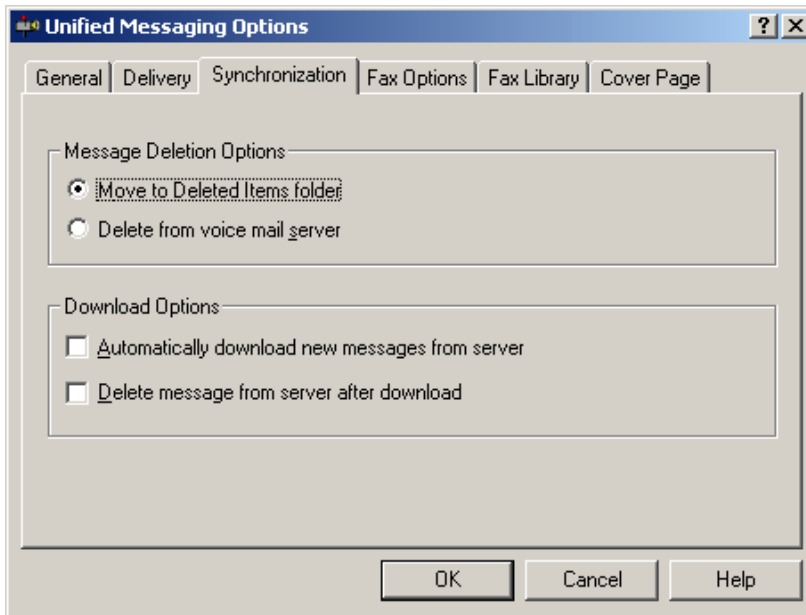 Unified Messaging Options
General Delivery Synchronization Fax Options Fax Library Cover Page
Message Deletion Options
Move to Deleted Items folder
Delete from voice mail server
Download Options
Automatically download new messages from server
Delete message from server after download
OK Cancel Help